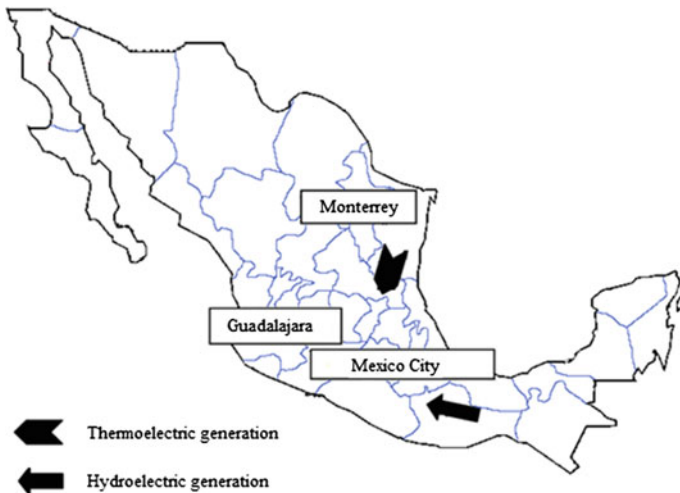 Monterrey
Guadalajara
Mexico City
Thermoelectric generation
Hydroelectric generation